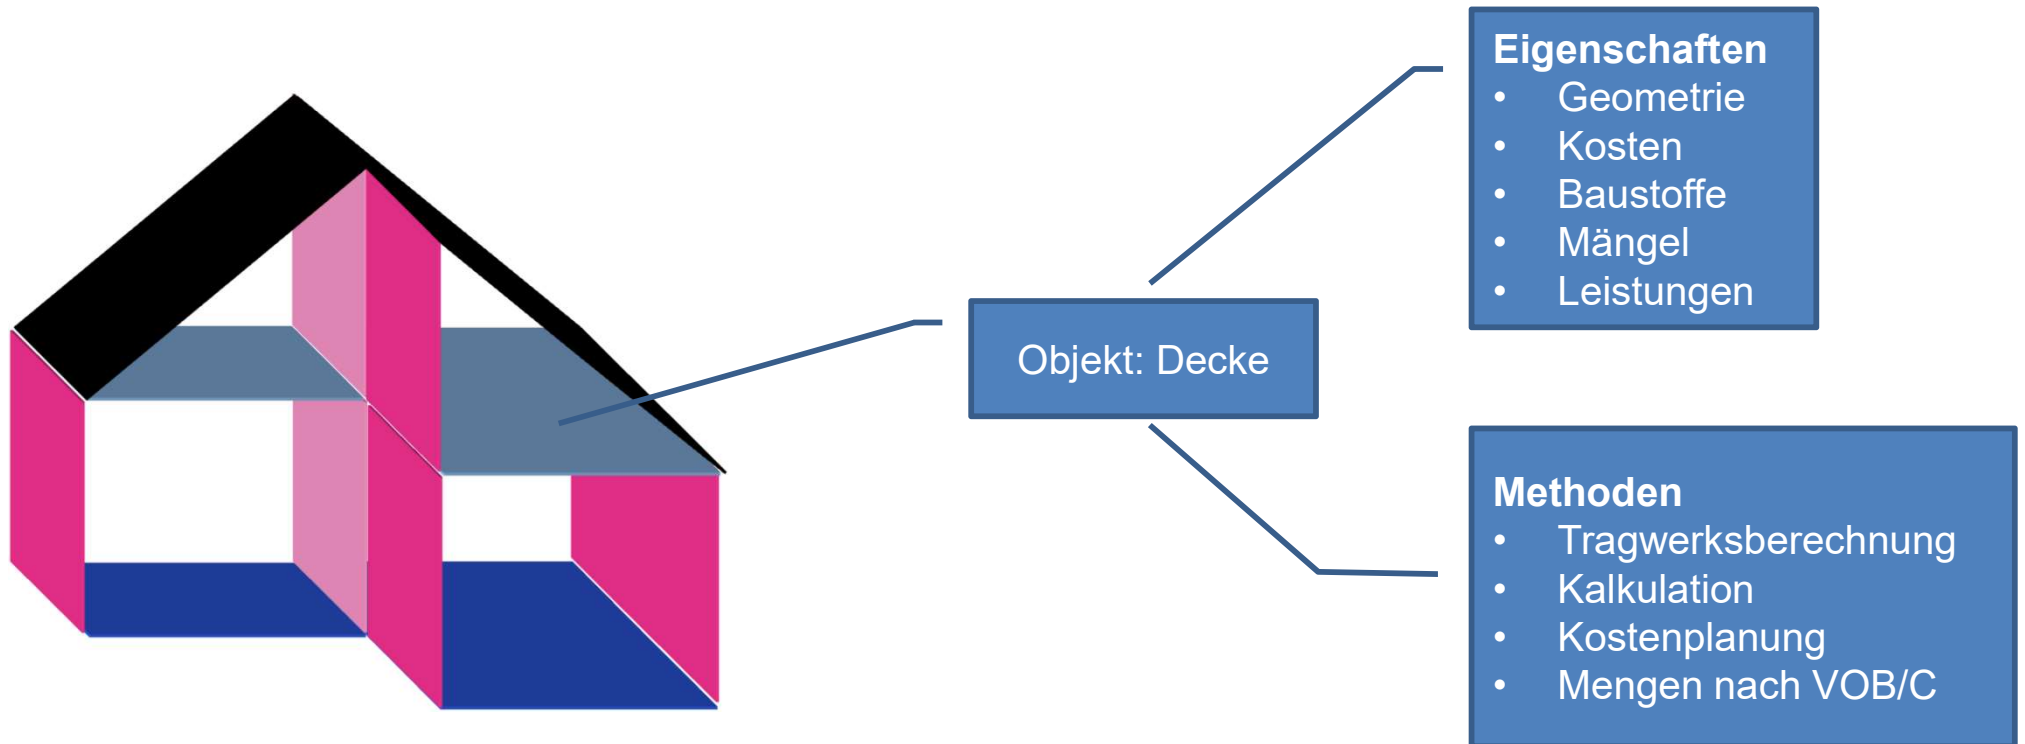 Objekt: Decke
Eigenschaften
• Geometrie
• Kosten
• Baustoffe
• Mängel
• Leistungen
Methoden
• Tragwerksberechnung
• Kalkulation
• Kostenplanung
• Mengen nach VOB/C